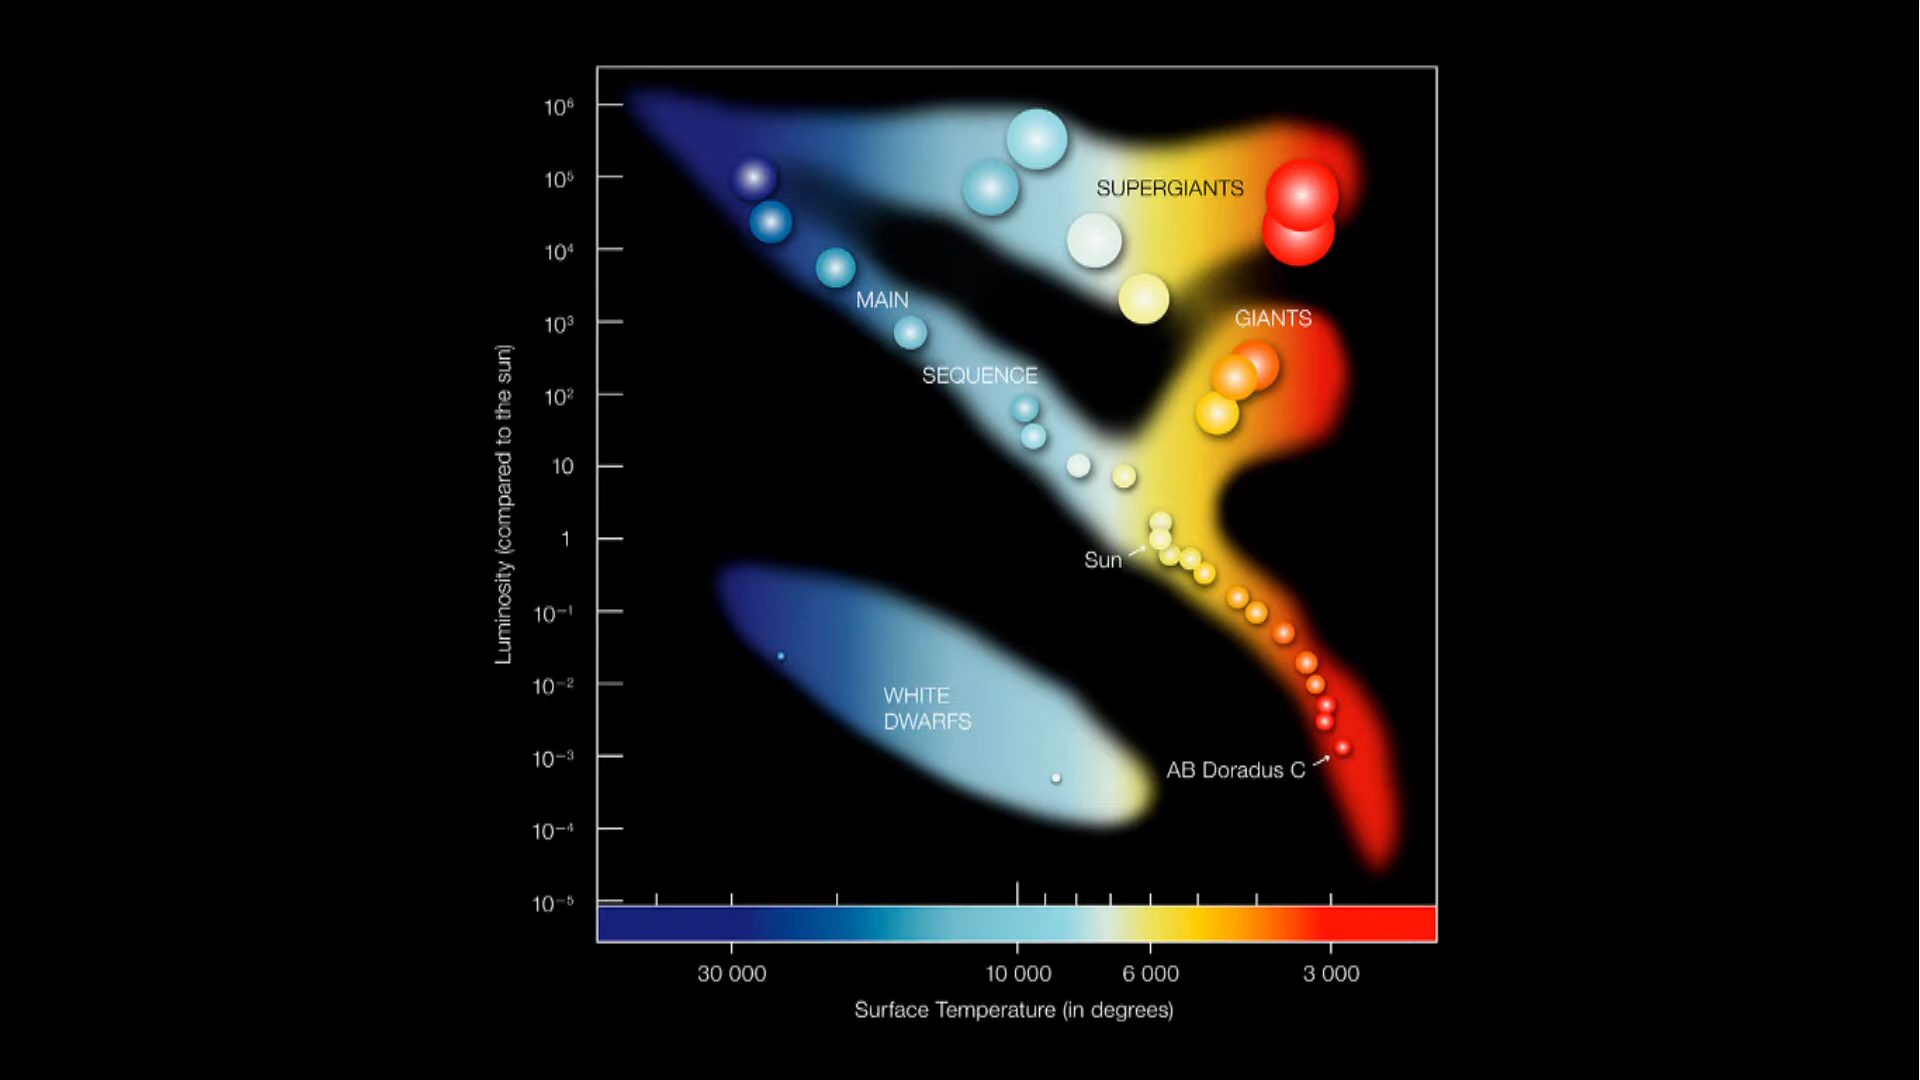 10⁶
10⁵
SUPERGIANTS
10⁴
MAIN
10³
GIANTS
SEQUENCE
10²
Luminosity (compared to the sun)
10
1
Sun
10⁻¹
10⁻²
WHITE
DWARFS
10⁻³
AB Doradus C
10⁻⁴
10⁻⁵
30 000 10 000 6 000 3 000
Surface Temperature (in degrees)